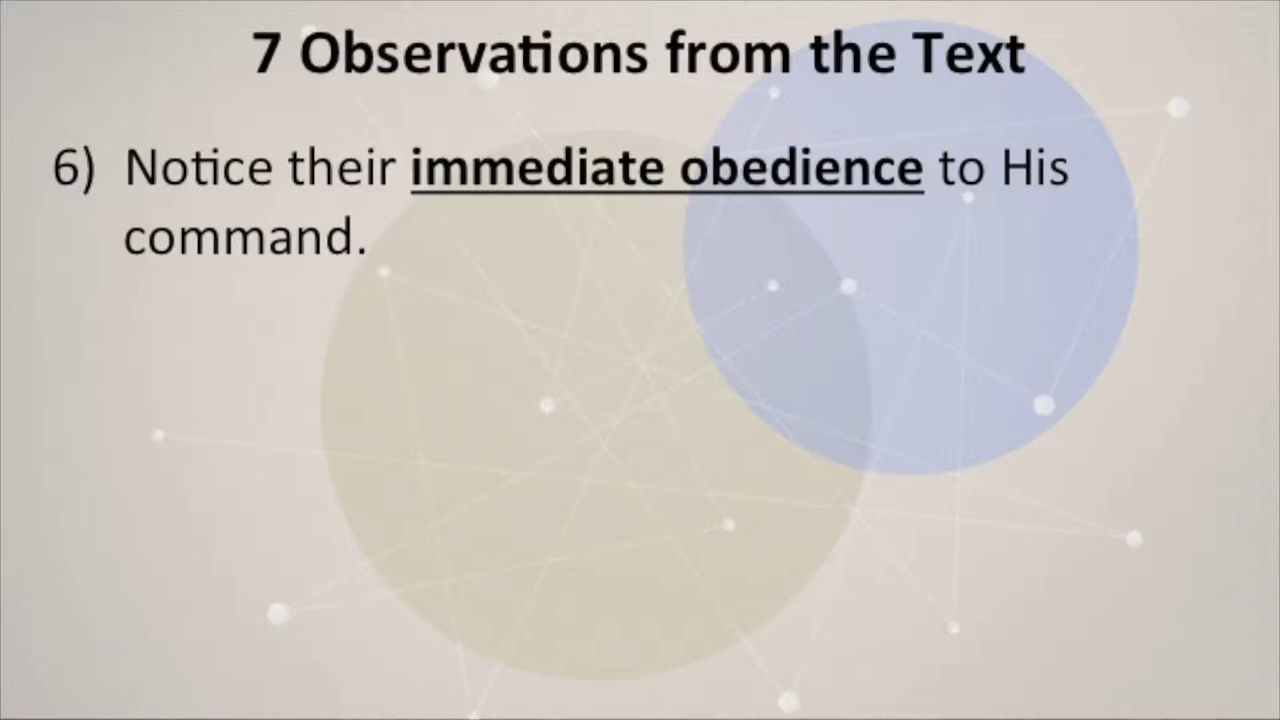 7 Observations from the Text
6) Notice their immediate obedience to His
command.